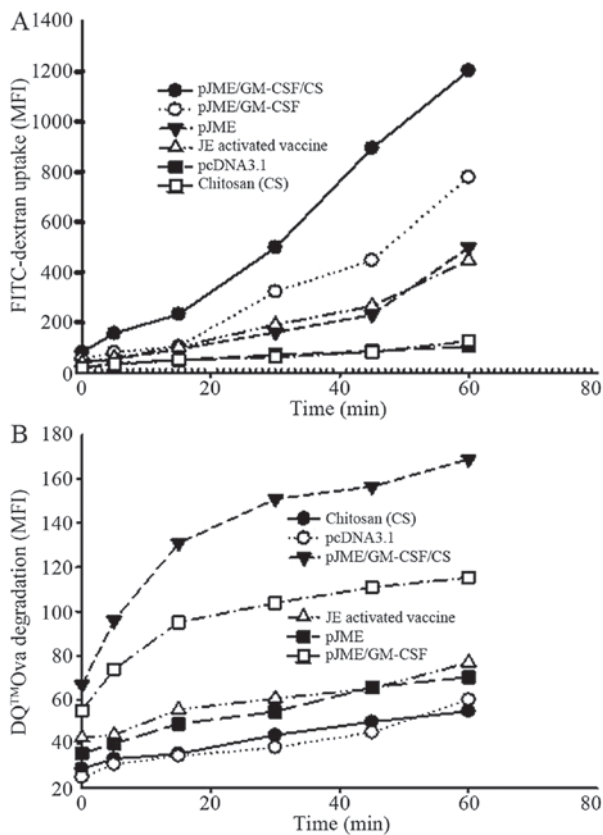 A
1400
1200
1000
800
600
400
200
0
FITC-dextran uptake (MFI)
pJME/GM-CSF/CS
pJME/GM-CSF
pJME
JE activated vaccine
pcDNA3.1
Chitosan (CS)
0 20 40 60 80
Time (min)
B
180
160
140
120
100
80
60
40
20
DQ™Ova degradation (MFI)
Chitosan (CS)
pcDNA3.1
pJME/GM-CSF/CS
JE activated vaccine
pJME
pJME/GM-CSF
0 20 40 60 80
Time (min)